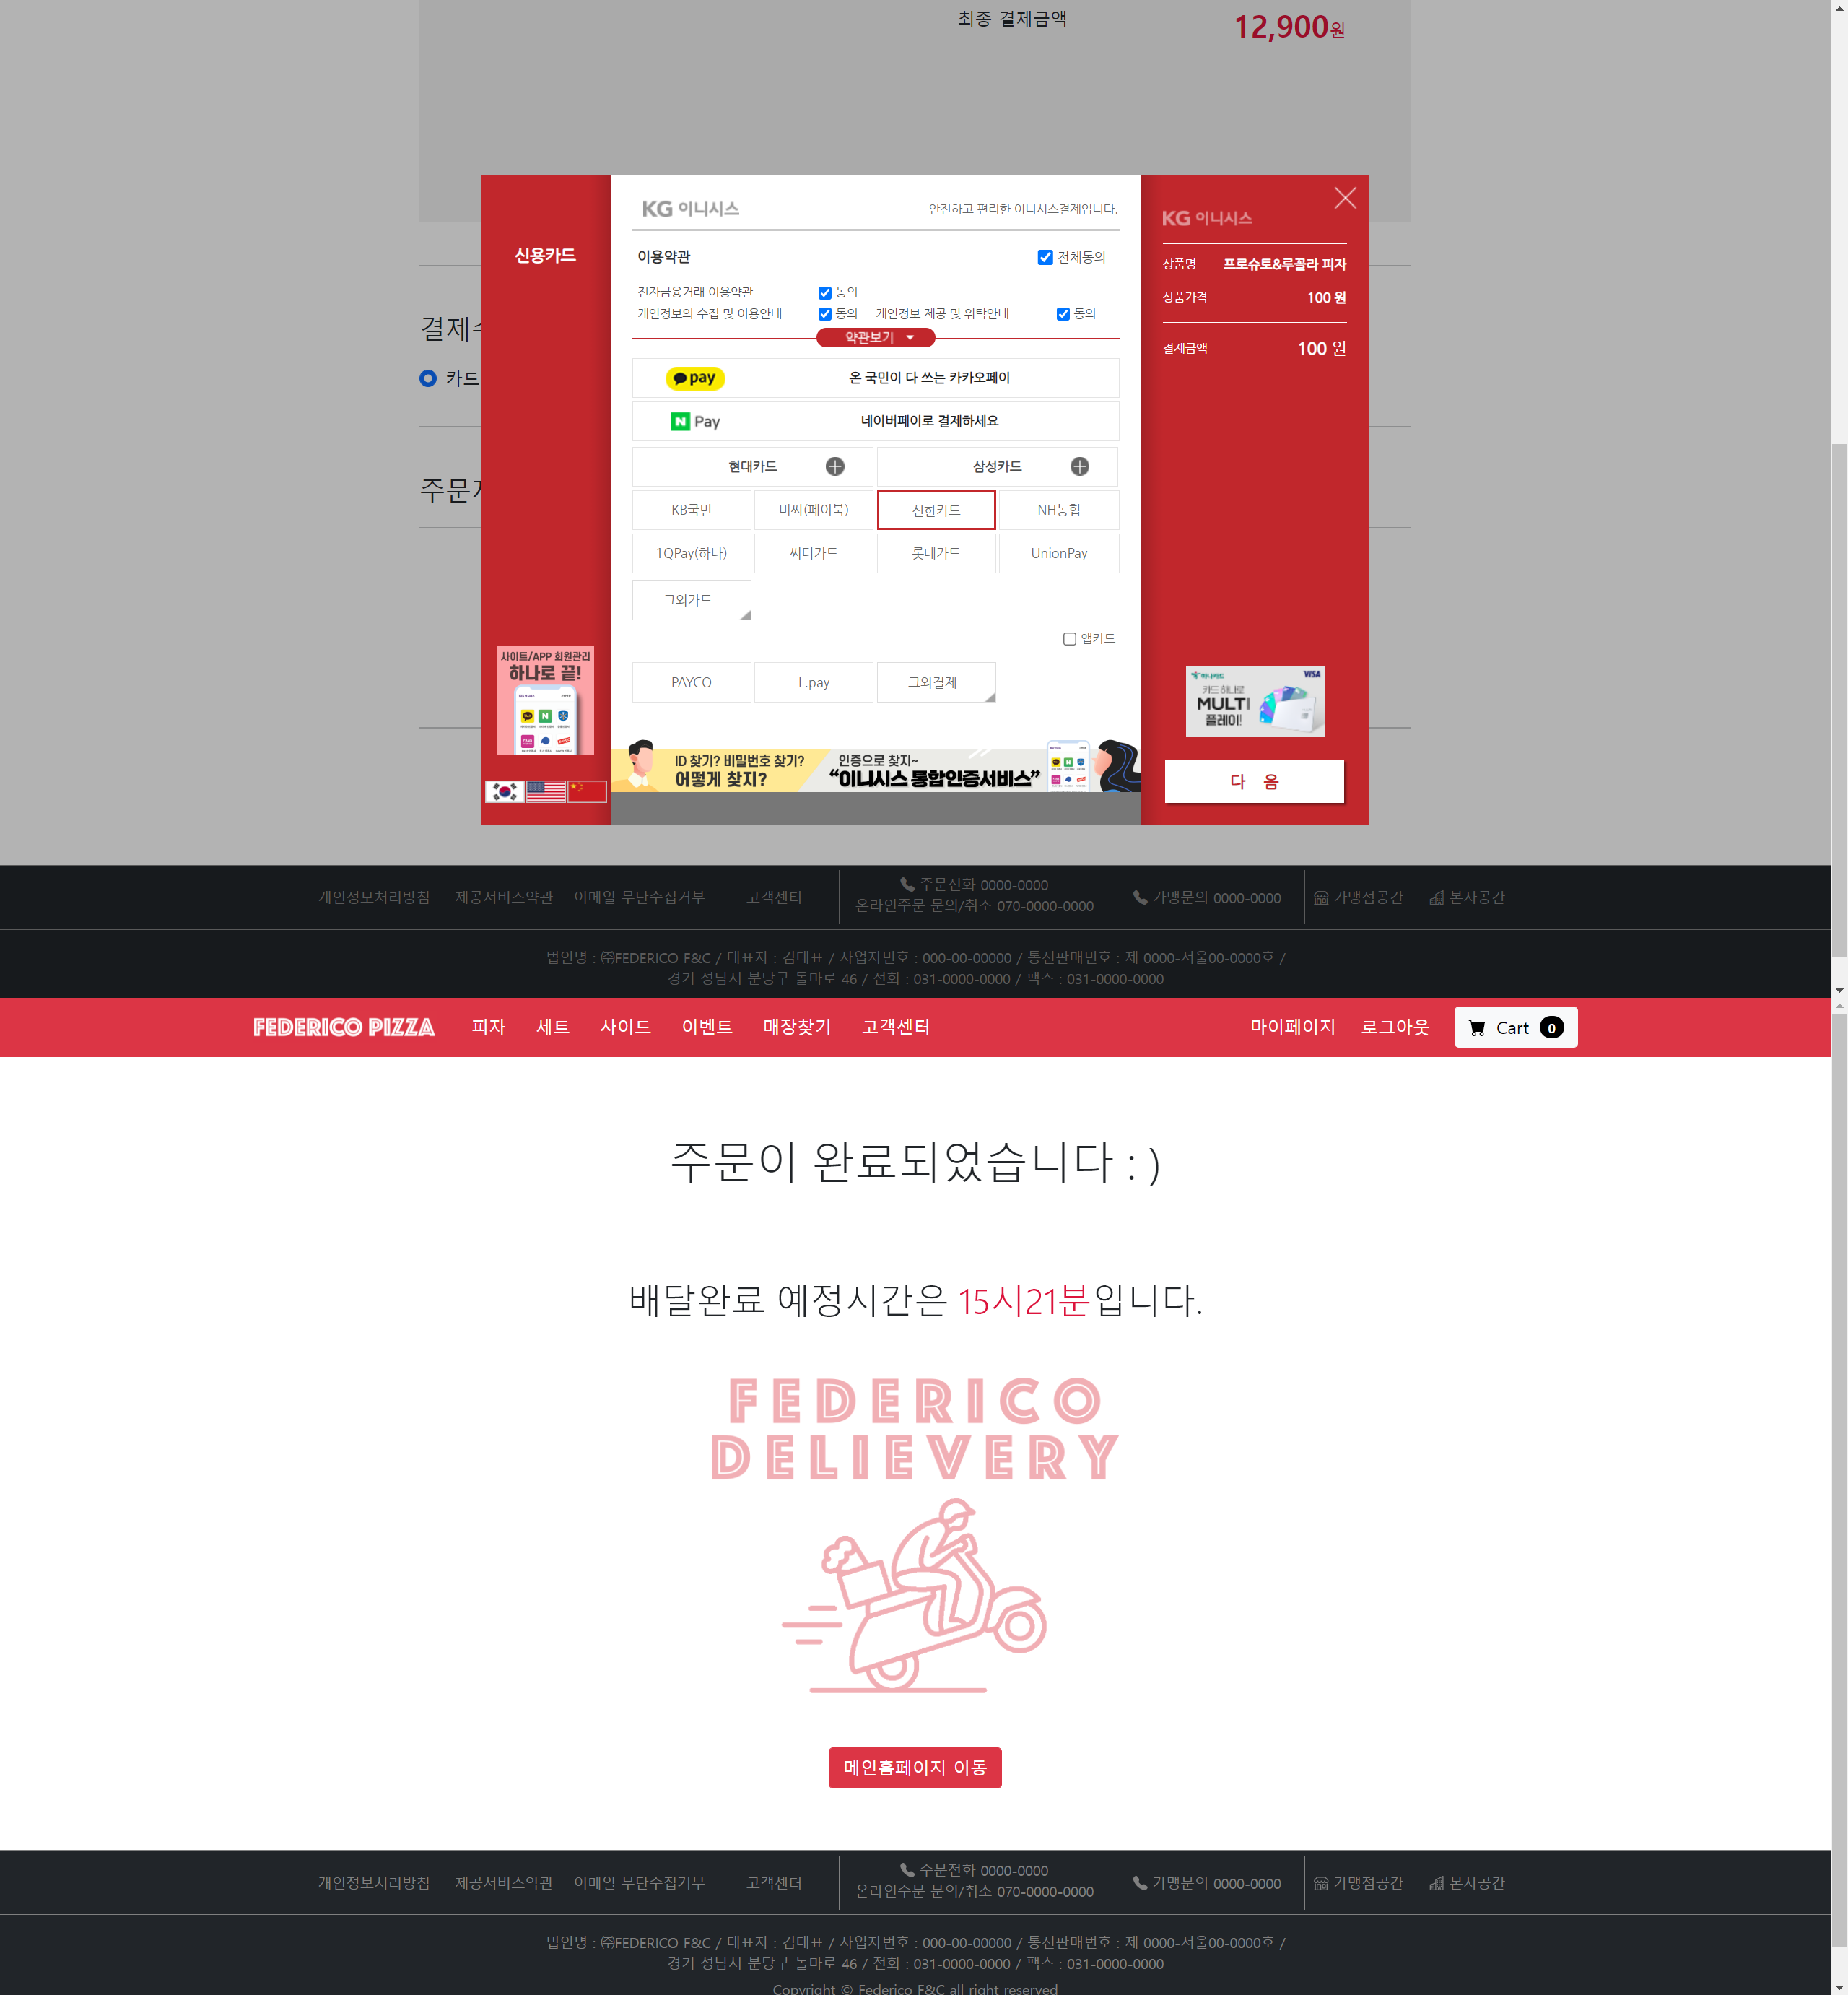 최종 결제금액 12,900원
결제
카드
주문
신용카드
사이트/APP 회원관리
하나로 끝!
KG 이니시스
안전하고 편리한 이니시스결제입니다.
이용약관 전체동의
전자금융거래 이용약관 동의
개인정보의 수집 및 이용안내 동의 개인정보 제공 및 위탁안내 동의
약관보기
pay 온 국민이 다 쓰는 카카오페이
N Pay 네이버페이로 결제하세요
현대카드 삼성카드
KB국민 비씨(페이북) 신한카드 NH농협
1QPay(하나) 씨티카드 롯데카드 UnionPay
그외카드
앱카드
PAYCO L.pay 그외결제
ID 찾기? 비밀번호 찾기?
어떻게 찾지?
인증으로 찾지~
“이니시스 통합인증서비스”
KG 이니시스
상품명 프로슈토&루꼴라 피자
상품가격 100 원
결제금액 100 원
하나카드 VISA
카드 하나로
MULTI
플레이!
다 음
개인정보처리방침 제공서비스약관 이메일 무단수집거부 고객센터
주문전화 0000-0000
온라인주문 문의/취소 070-0000-0000
가맹문의 0000-0000 가맹점공간 본사공간
법인명 : ㈜FEDERICO F&C / 대표자 : 김대표 / 사업자번호 : 000-00-00000 / 통신판매번호 : 제 0000-서울00-0000호 /
경기 성남시 분당구 돌마로 46 / 전화 : 031-0000-0000 / 팩스 : 031-0000-0000
FEDERICO PIZZA 피자 세트 사이드 이벤트 매장찾기 고객센터 마이페이지 로그아웃 Cart 0
주문이 완료되었습니다 : )
배달완료 예정시간은 15시21분입니다.
FEDERICO
DELIEVERY
메인홈페이지 이동
개인정보처리방침 제공서비스약관 이메일 무단수집거부 고객센터
주문전화 0000-0000
온라인주문 문의/취소 070-0000-0000
가맹문의 0000-0000 가맹점공간 본사공간
법인명 : ㈜FEDERICO F&C / 대표자 : 김대표 / 사업자번호 : 000-00-00000 / 통신판매번호 : 제 0000-서울00-0000호 /
경기 성남시 분당구 돌마로 46 / 전화 : 031-0000-0000 / 팩스 : 031-0000-0000
Copyright © Federico F&C all right reserved